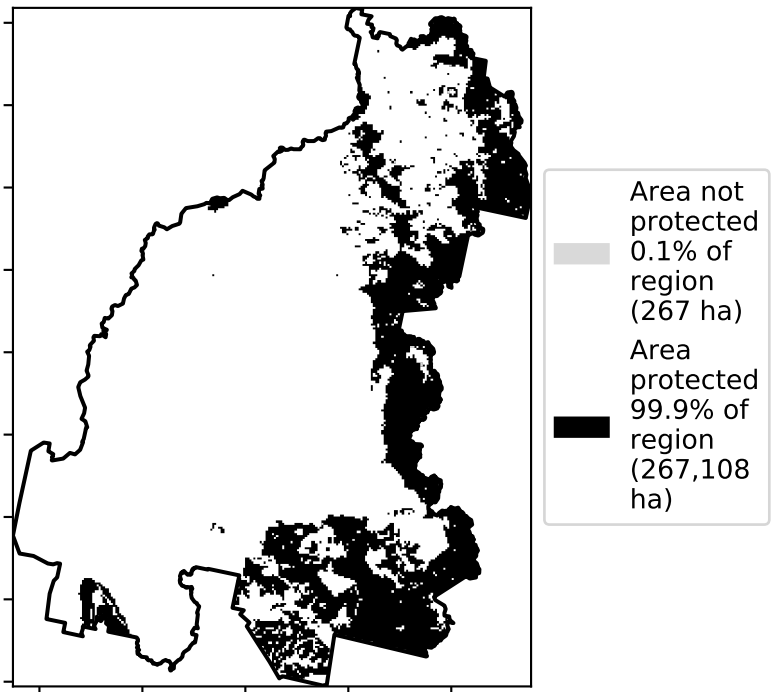 Area not
protected
0.1% of
region
(267 ha)
Area
protected
99.9% of
region
(267,108
ha)